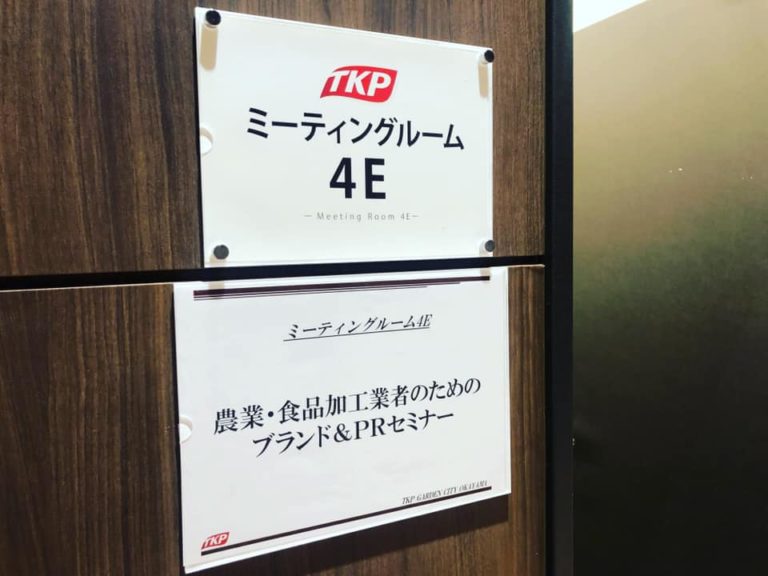 TKP
ミーティングルーム
4E
― Meeting Room 4E―
ミーティングルーム4E
農業・食品加工業者のための
ブランド&PRセミナー
TKP GARDEN CITY OKAYAMA
TKP